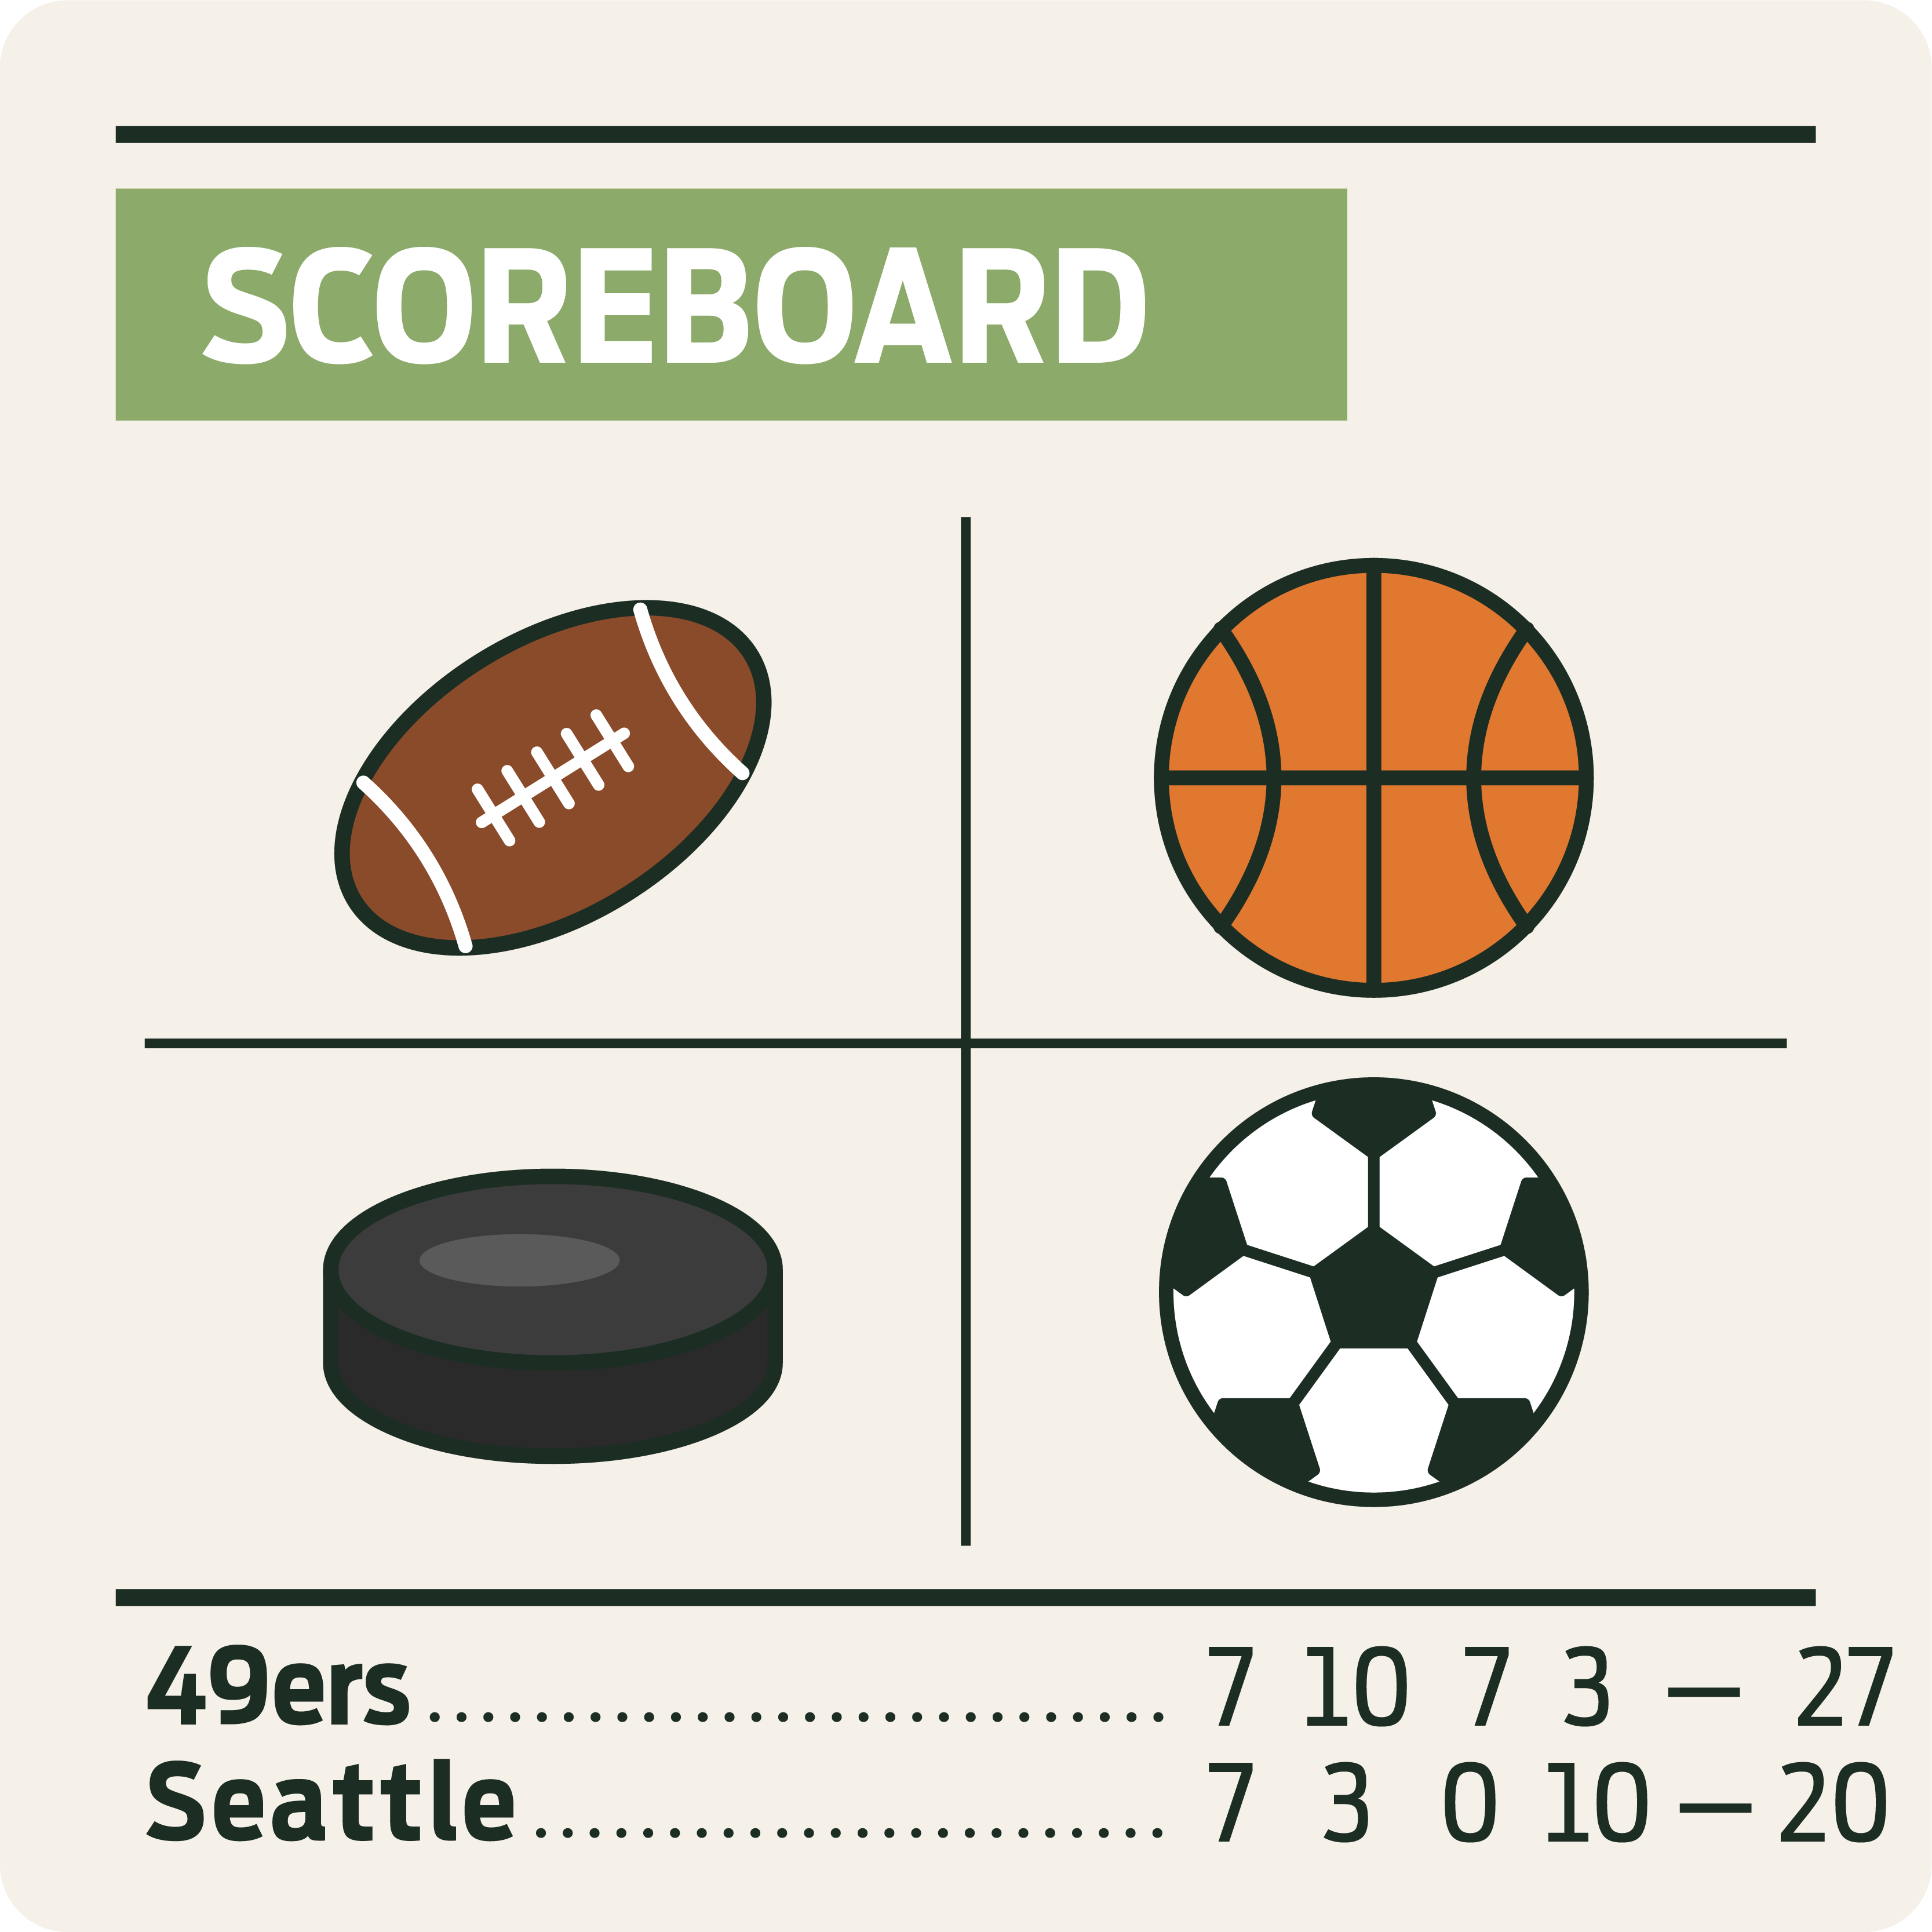 SCOREBOARD
49ers ............................ 7 10 7 3 — 27
Seattle ........................ 7 3 0 10 — 20